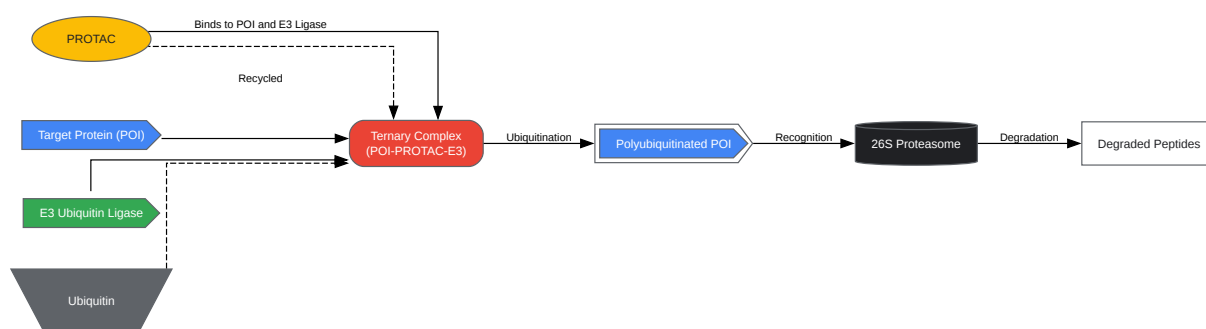 Binds to POI and E3 Ligase
PROTAC
Recycled
Target Protein (POI)
Ternary Complex
(POI-PROTAC-E3)
Ubiquitination
Polyubiquitinated POI
Recognition
26S Proteasome
Degradation
Degraded Peptides
E3 Ubiquitin Ligase
Ubiquitin